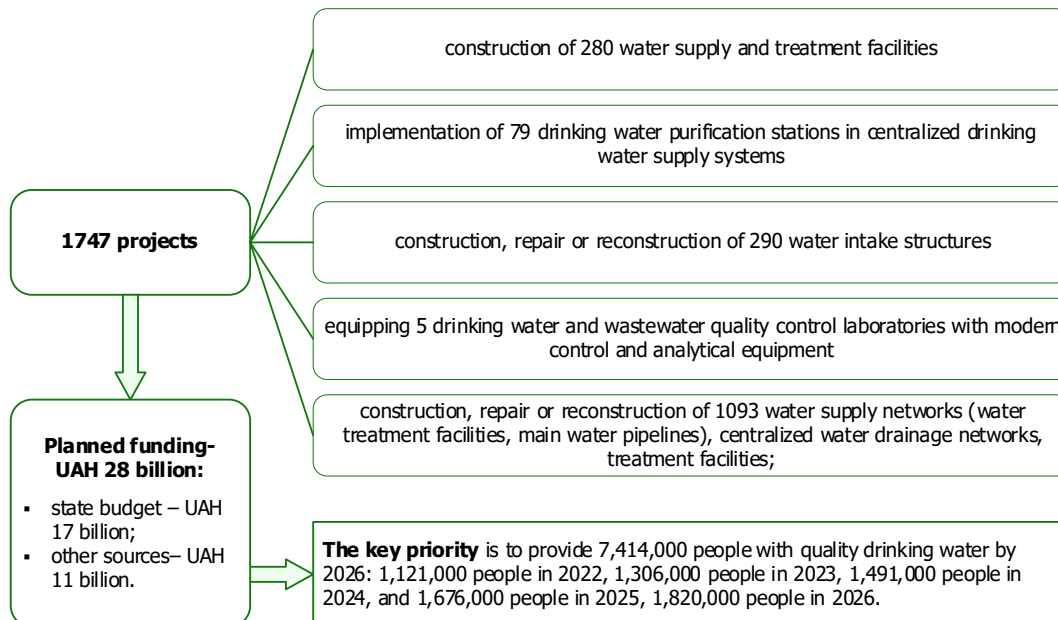 construction of 280 water supply and treatment facilities
implementation of 79 drinking water purification stations in centralized drinking
water supply systems
1747 projects
construction, repair or reconstruction of 290 water intake structures
equipping 5 drinking water and wastewater quality control laboratories with modern
control and analytical equipment
construction, repair or reconstruction of 1093 water supply networks (water
treatment facilities, main water pipelines), centralized water drainage networks,
treatment facilities;
Planned funding-
UAH 28 billion:
▪ state budget – UAH
17 billion;
▪ other sources– UAH
11 billion.
The key priority is to provide 7,414,000 people with quality drinking water by
2026: 1,121,000 people in 2022, 1,306,000 people in 2023, 1,491,000 people in
2024, and 1,676,000 people in 2025, 1,820,000 people in 2026.